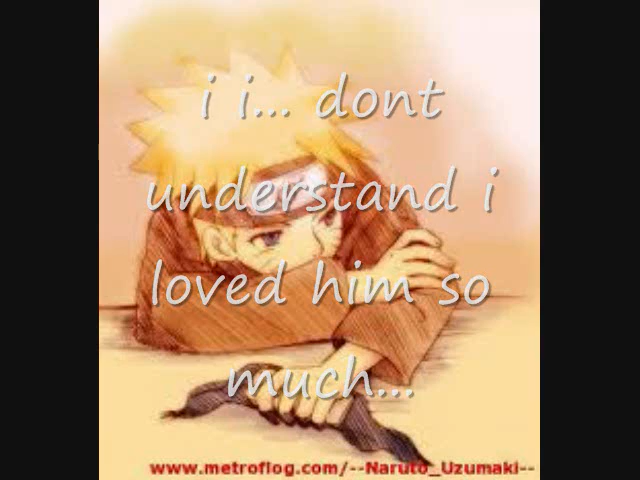 i i... dont
understand i
loved him so
much...
www.metroflog.com/--Naruto_Uzumaki--